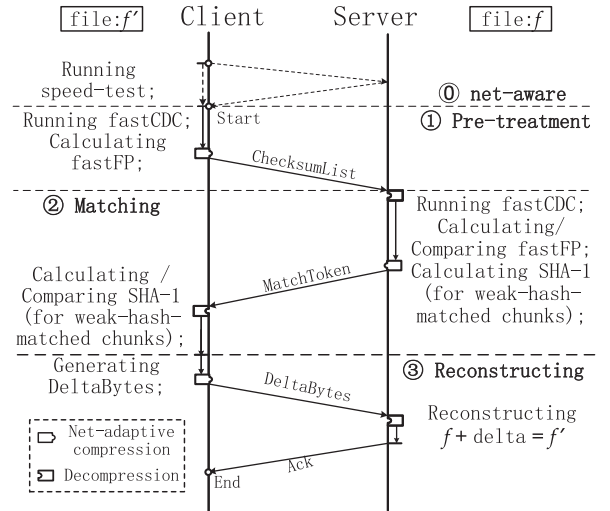 file:f′
Client
Server
file:f
Running
speed-test;
⓪ net-aware
Start
① Pre-treatment
Running fastCDC;
Calculating
fastFP;
ChecksumList
② Matching
Running fastCDC;
Calculating/
Comparing fastFP;
Calculating SHA-1
(for weak-hash-
matched chunks);
MatchToken
Calculating /
Comparing SHA-1
(for weak-hash-
matched chunks);
③ Reconstructing
Generating
DeltaBytes;
DeltaBytes
Reconstructing
f + delta = f′
Net-adaptive
compression
Decompression
Ack
End